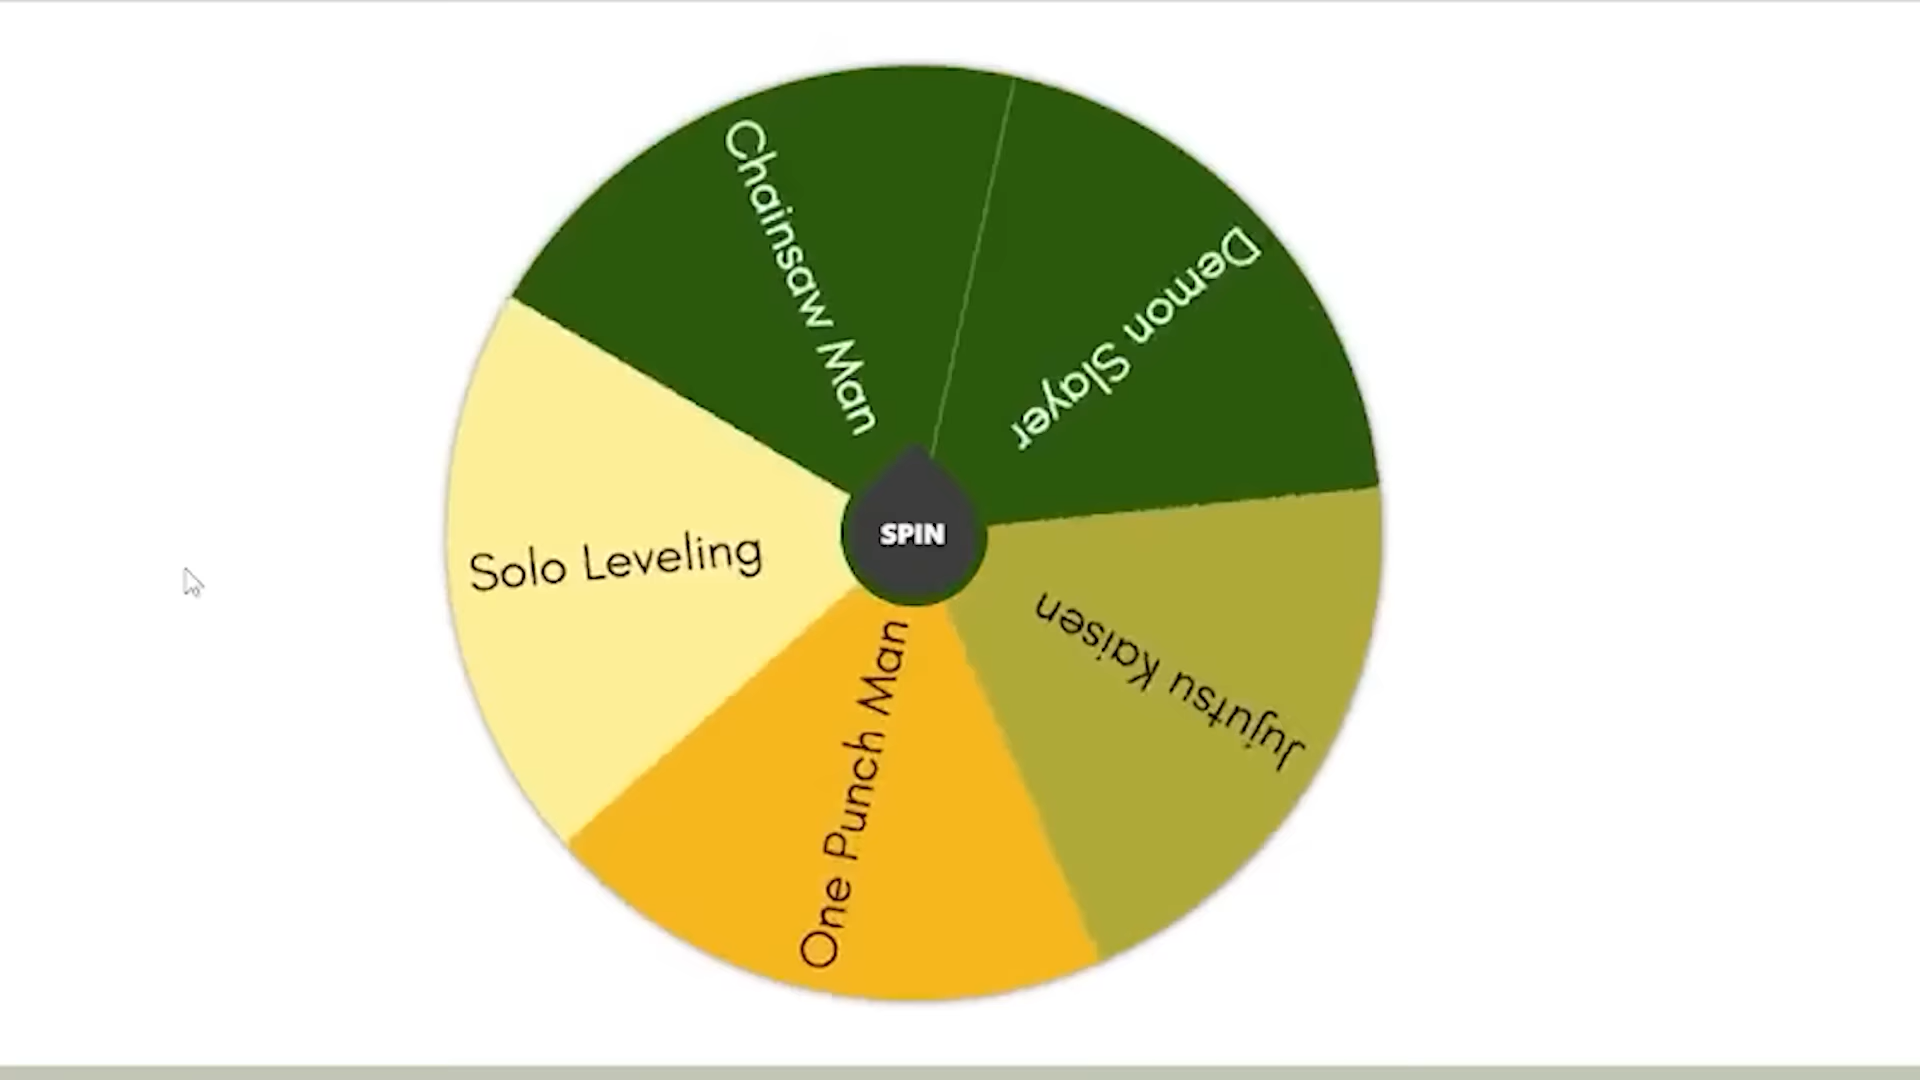 Chainsaw Man
Demon Slayer
SPIN
Solo Leveling
Jujutsu Kaisen
One Punch Man